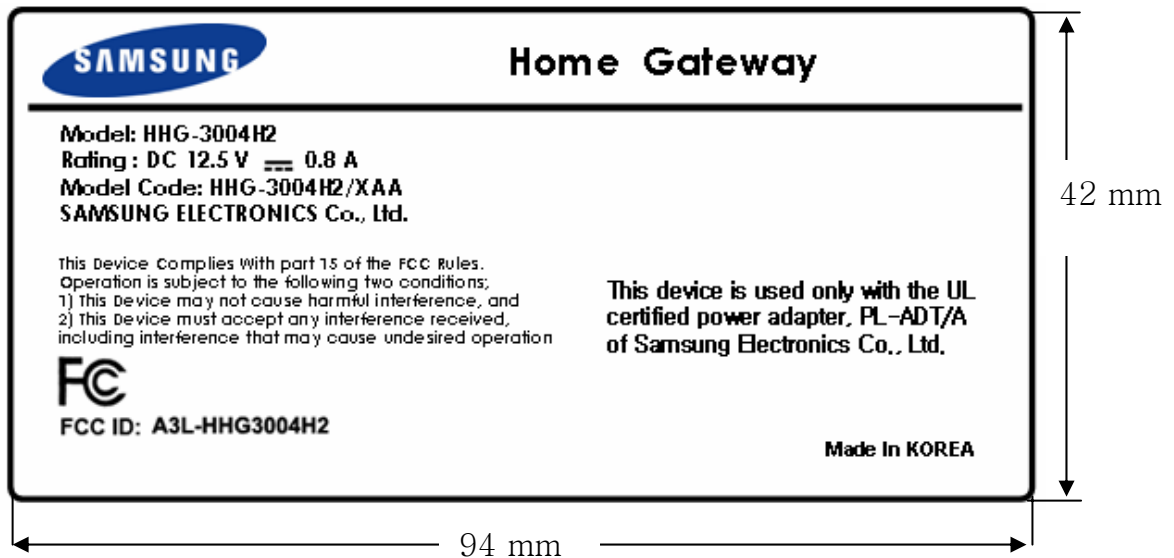 SAMSUNG
Home Gateway
Model: HHG-3004H2
Rating : DC 12.5 V 0.8 A
Model Code: HHG-3004H2/XAA
SAMSUNG ELECTRONICS Co., Ltd.
This Device Complies With part 15 of the FCC Rules.
Operation is subject to the following two conditions;
1) This Device may not cause harmful interference, and
2) This Device must accept any interference received,
including interference that may cause undesired operation
This device is used only with the UL
certified power adapter, PL-ADT/A
of Samsung Electronics Co., Ltd.
FC
FCC ID: A3L-HHG3004H2
Made In KOREA
42 mm
94 mm